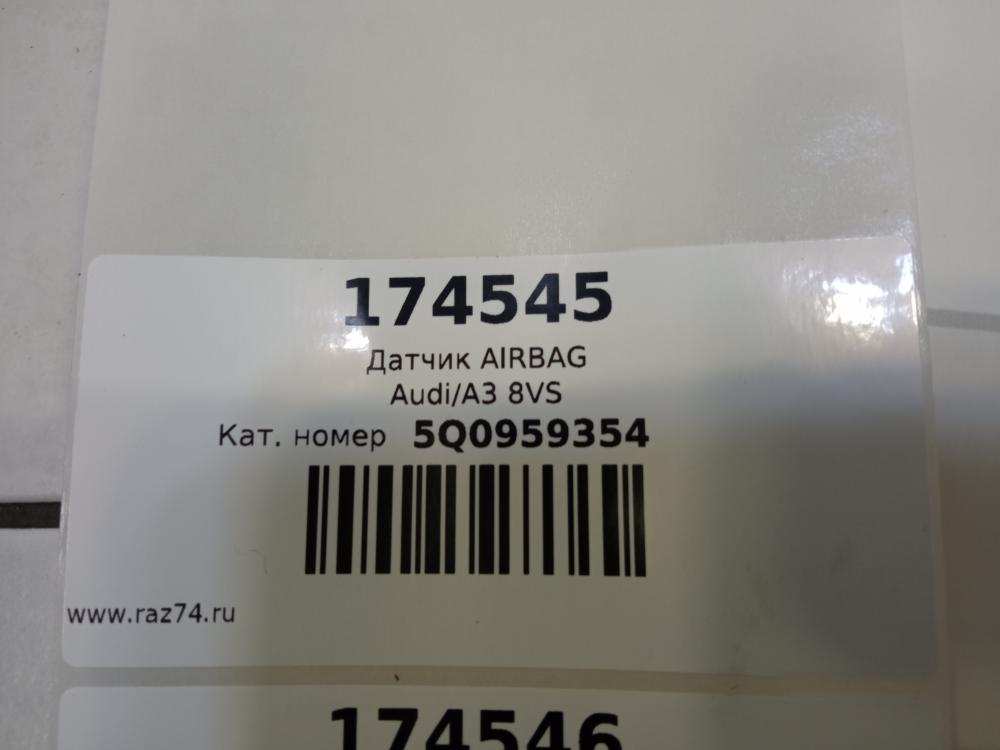 174545
Датчик AIRBAG
Audi/A3 8VS
Кат. номер 5Q0959354
www.raz74.ru
174546